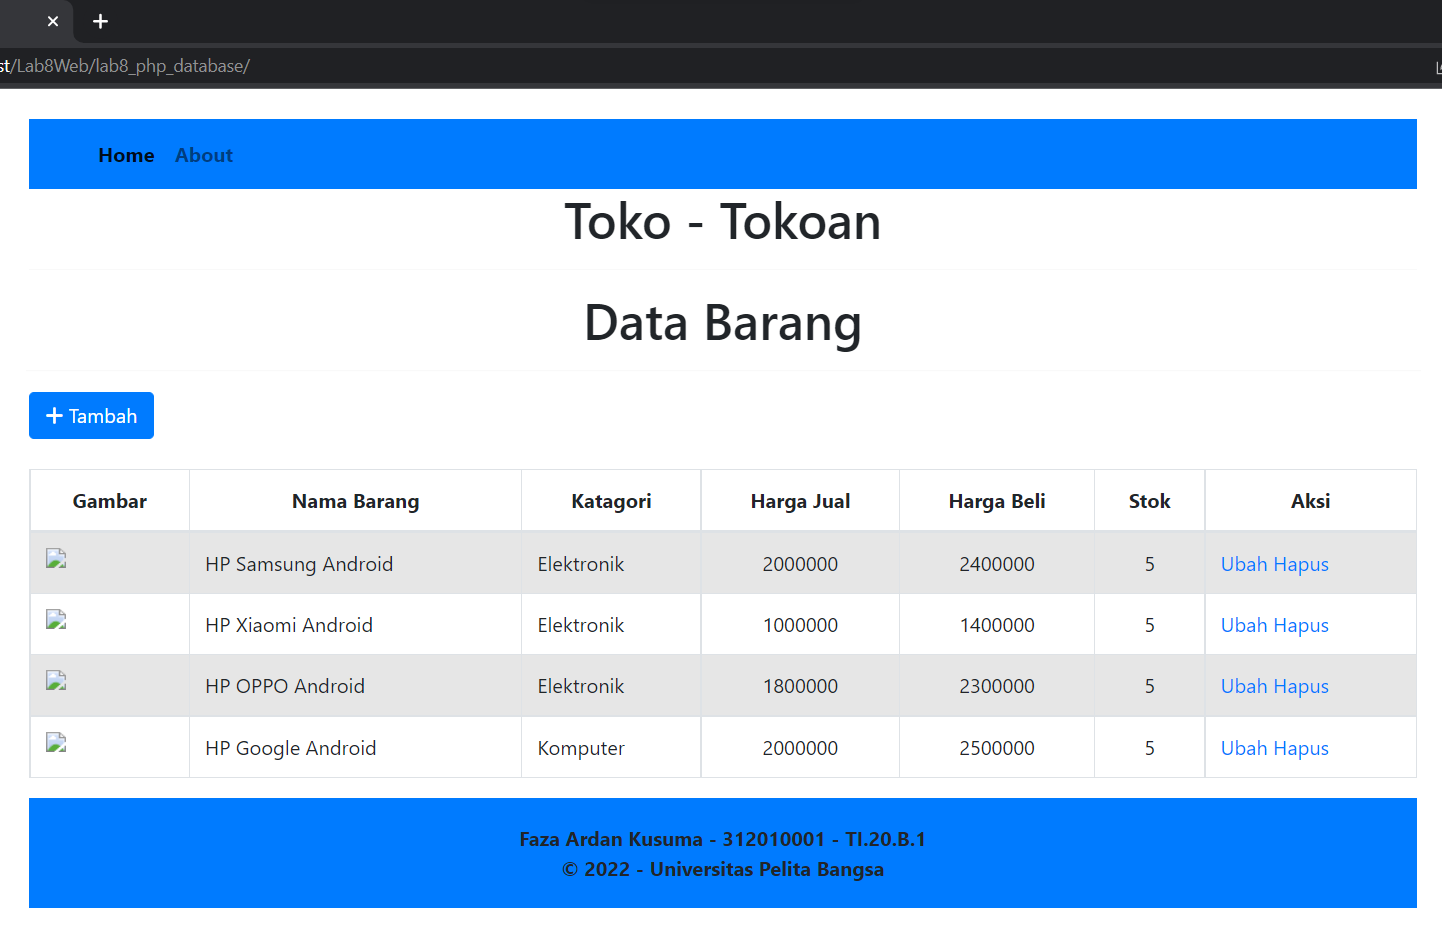 st/Lab8Web/lab8_php_database/
Home About
Toko - Tokoan
Data Barang
+ Tambah
Gambar Nama Barang Katagori Harga Jual Harga Beli Stok Aksi
HP Samsung Android Elektronik 2000000 2400000 5 Ubah Hapus
HP Xiaomi Android Elektronik 1000000 1400000 5 Ubah Hapus
HP OPPO Android Elektronik 1800000 2300000 5 Ubah Hapus
HP Google Android Komputer 2000000 2500000 5 Ubah Hapus
Faza Ardan Kusuma - 312010001 - TI.20.B.1
© 2022 - Universitas Pelita Bangsa